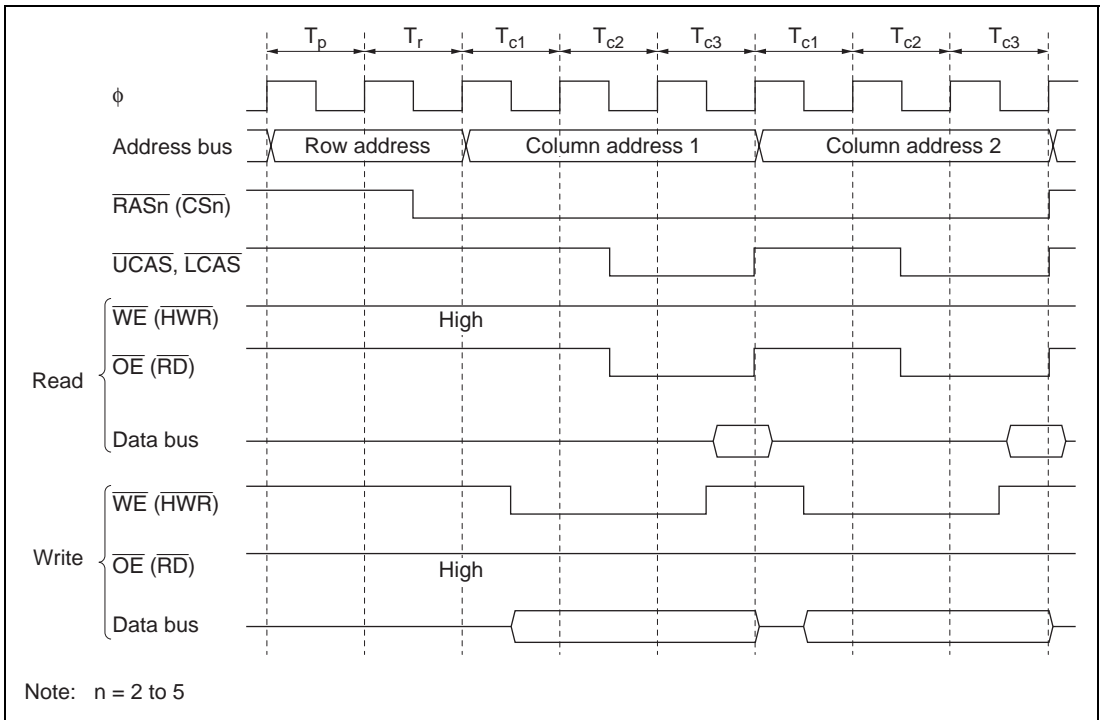 Tp Tr Tc1 Tc2 Tc3 Tc1 Tc2 Tc3
ϕ
Address bus Row address Column address 1 Column address 2
RASn (CSn)
UCAS, LCAS
WE (HWR) High
Read OE (RD)
Data bus
WE (HWR)
Write OE (RD) High
Data bus
Note: n = 2 to 5